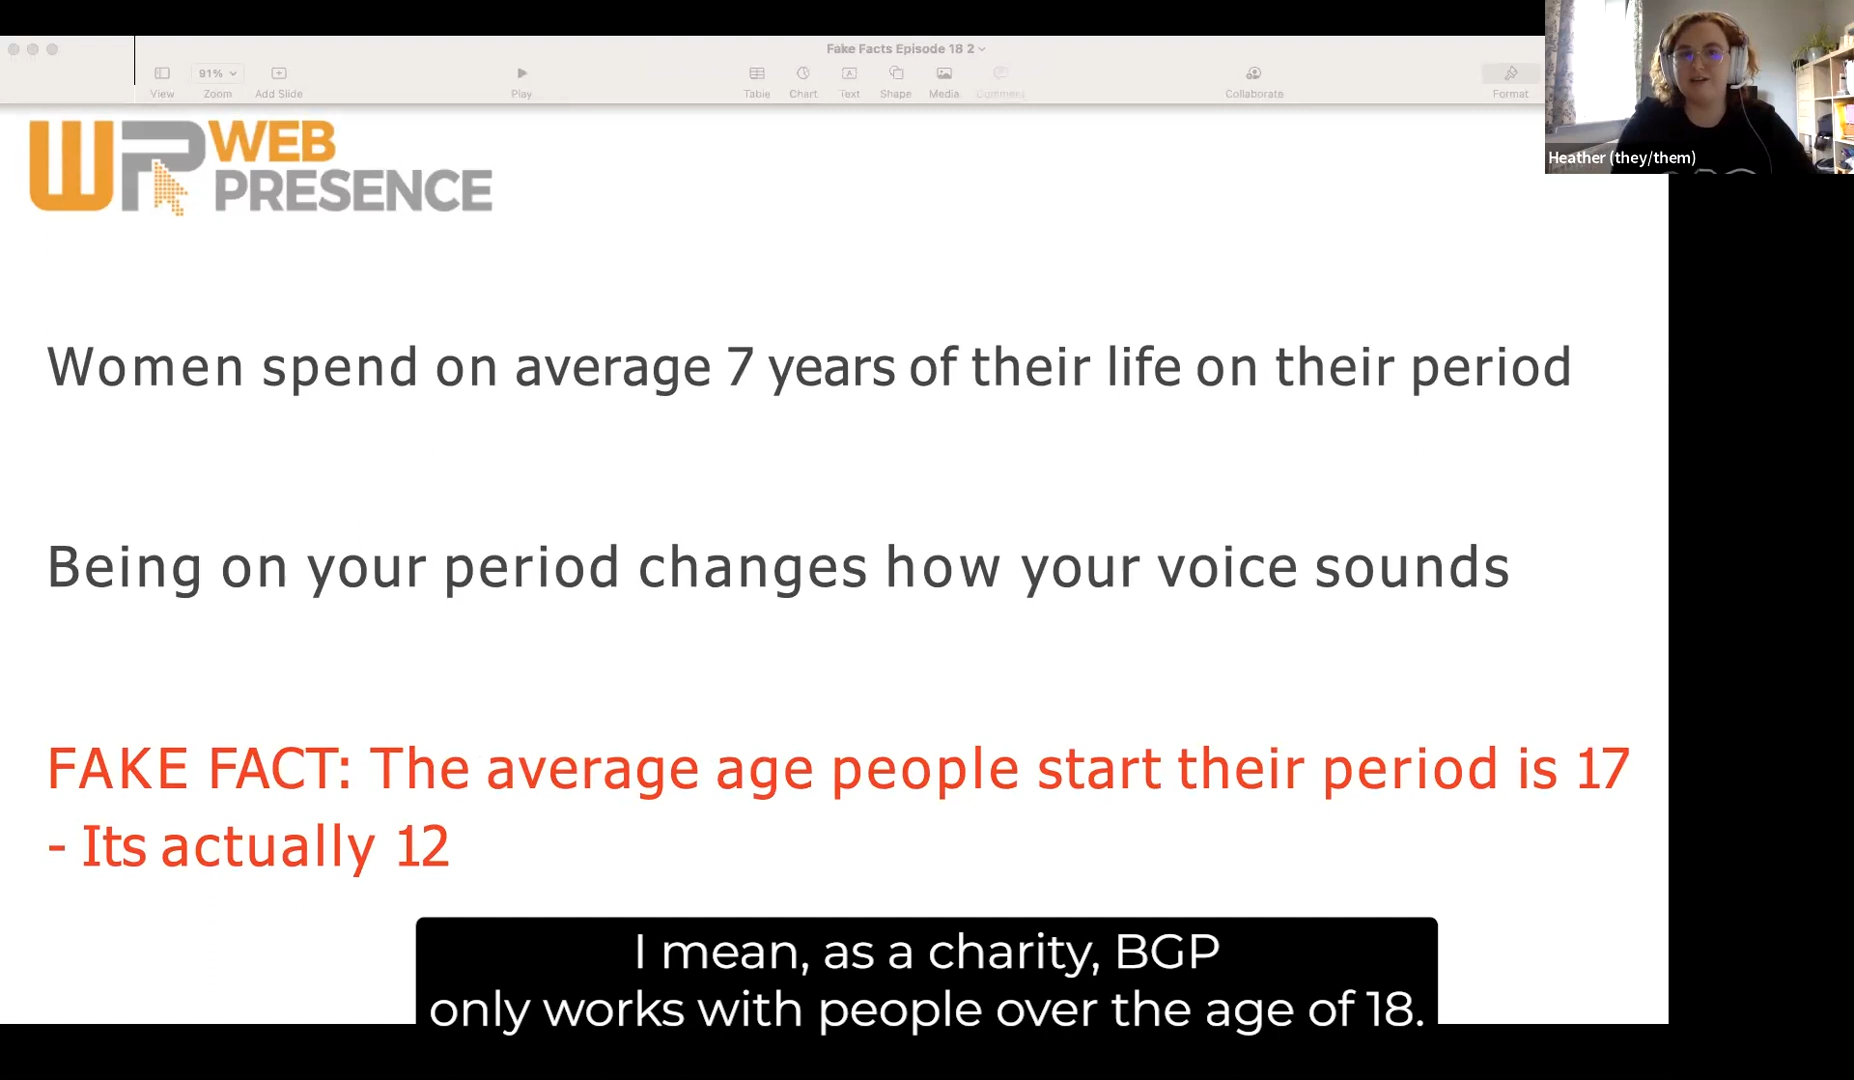 Fake Facts Episode 18 2
91%
View
Zoom
Add Slide
Play
Table
Chart
Text
Shape
Media
Comment
Collaborate
Format
Heather (they/them)
WP WEB
PRESENCE
Women spend on average 7 years of their life on their period
Being on your period changes how your voice sounds
FAKE FACT: The average age people start their period is 17
- Its actually 12
I mean, as a charity, BGP
only works with people over the age of 18.